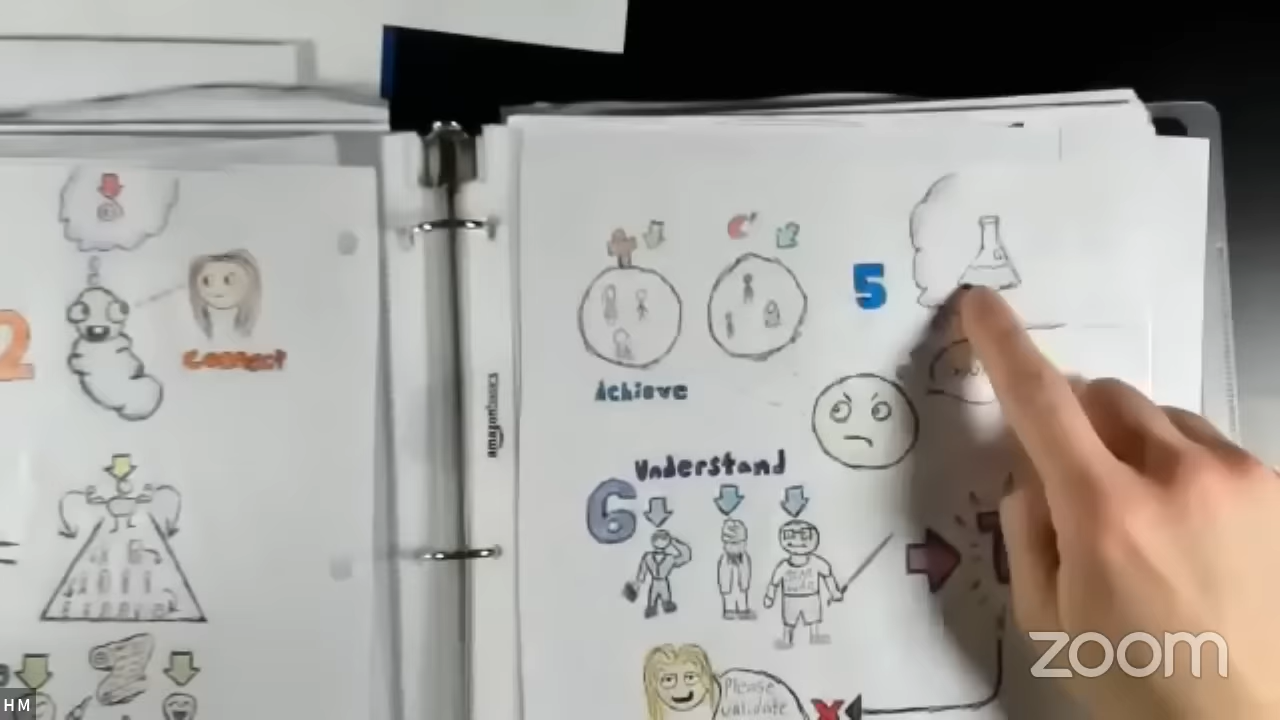 2
connect
Achieve
5
Understand
6
Please
validate
X
amazonbasics
zoom
HM